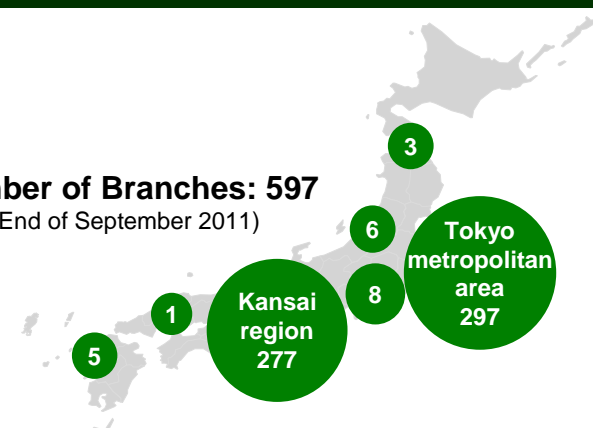 of Branches: 597
End of September 2011)
3
6
Tokyo
metropolitan
area
297
8
Kansai
region
277
1
5